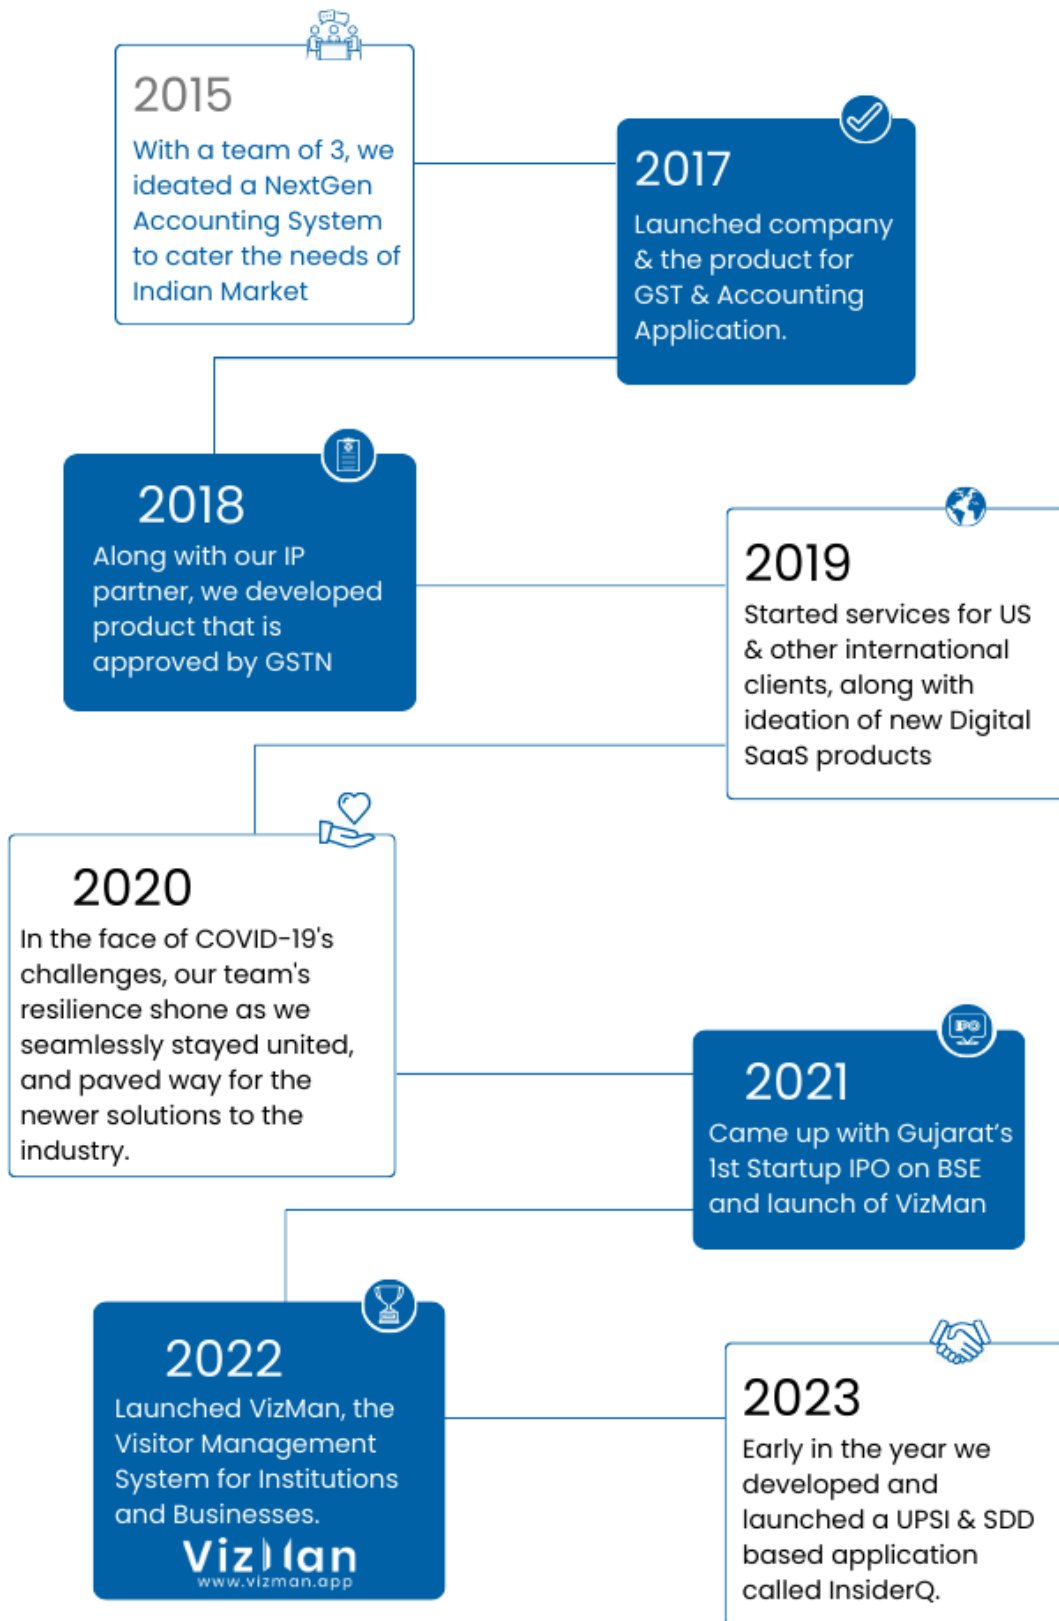 2015
With a team of 3, we
ideated a NextGen
Accounting System
to cater the needs of
Indian Market
2017
Launched company
& the product for
GST & Accounting
Application.
2018
Along with our IP
partner, we developed
product that is
approved by GSTN
2019
Started services for US
& other international
clients, along with
ideation of new Digital
SaaS products
2020
In the face of COVID-19's
challenges, our team's
resilience shone as we
seamlessly stayed united,
and paved way for the
newer solutions to the
industry.
IPO
2021
Came up with Gujarat’s
1st Startup IPO on BSE
and launch of VizMan
2022
Launched VizMan, the
Visitor Management
System for Institutions
and Businesses.
VizMan
www.vizman.app
2023
Early in the year we
developed and
launched a UPSI & SDD
based application
called InsiderQ.